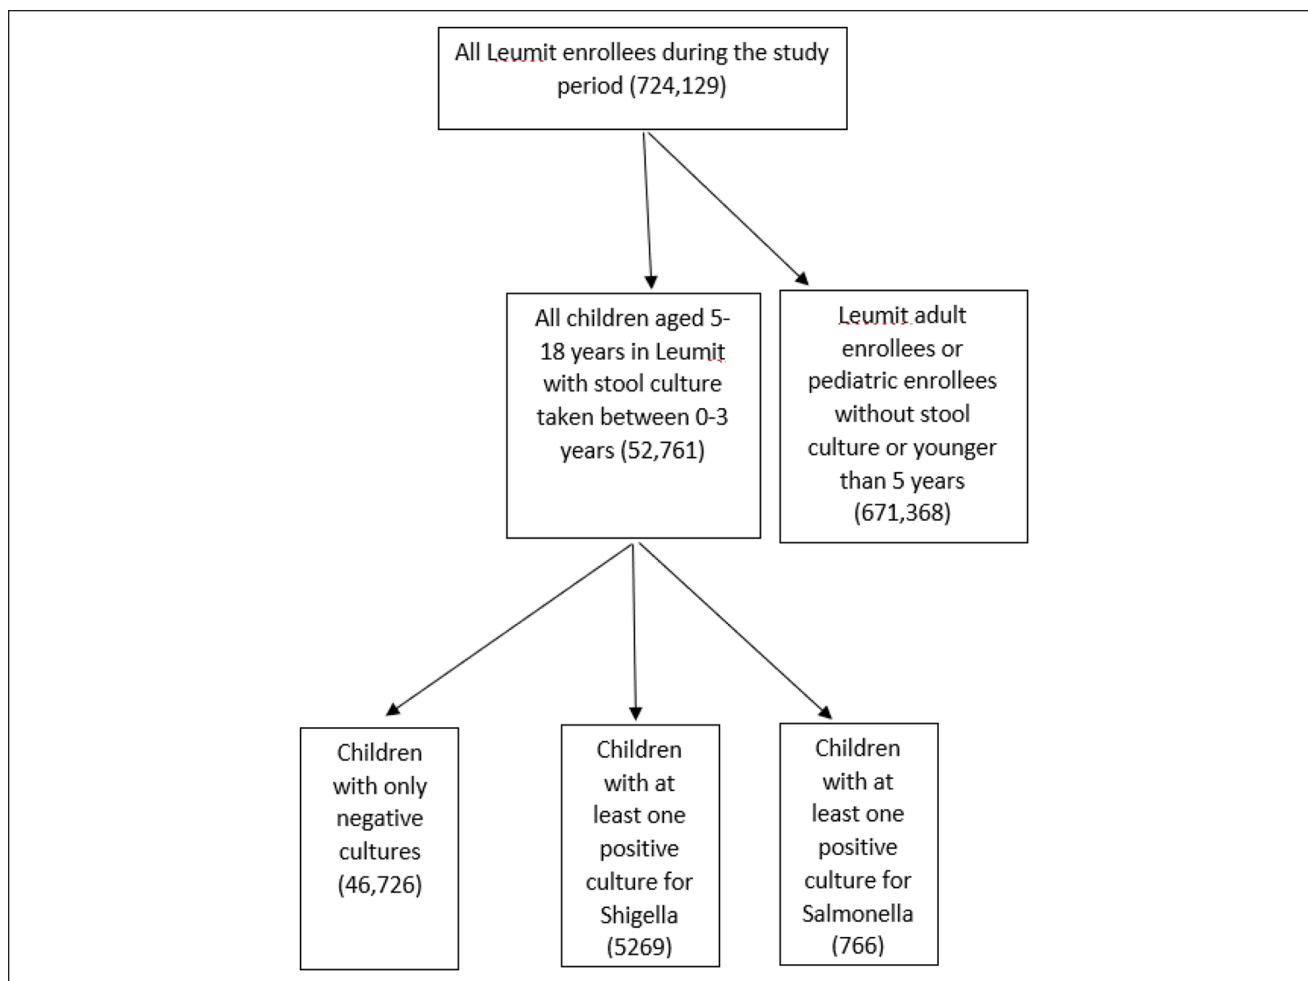 All Leumit enrollees during the study
period (724,129)
All children aged 5-
18 years in Leumit
with stool culture
taken between 0-3
years (52,761)
Leumit adult
enrollees or
pediatric enrollees
without stool
culture or younger
than 5 years
(671,368)
Children
with only
negative
cultures
(46,726)
Children
with at
least one
positive
culture for
Shigella
(5269)
Children
with at
least one
positive
culture for
Salmonella
(766)